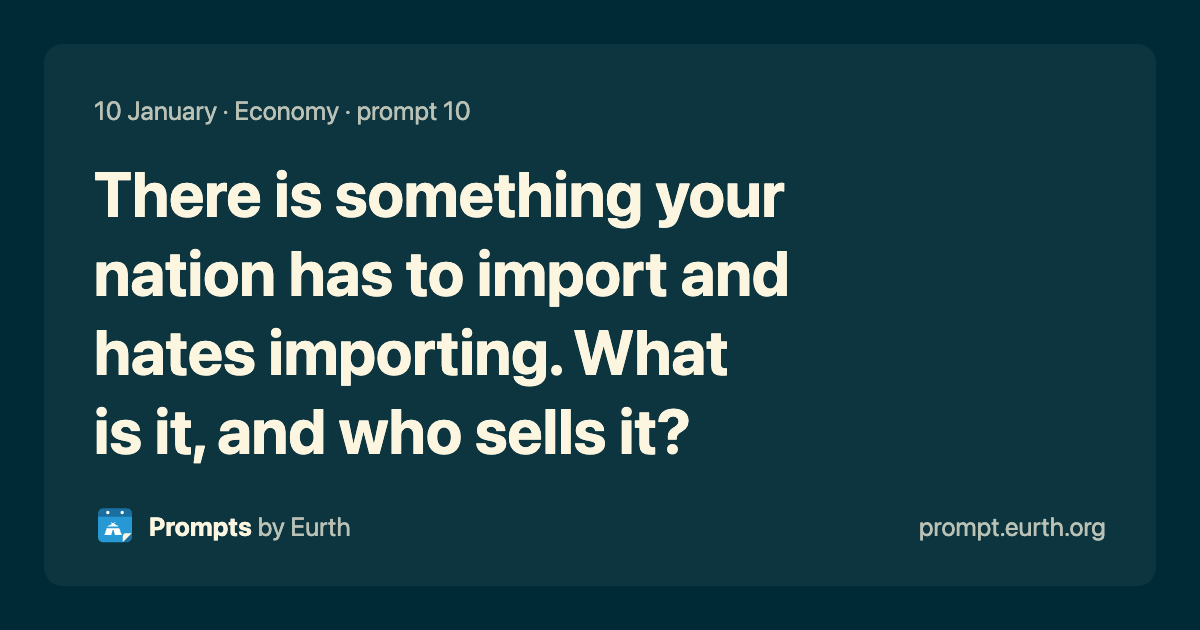 10 January · Economy · prompt 10
There is something your
nation has to import and
hates importing. What
is it, and who sells it?
Prompts by Eurth
prompt.eurth.org